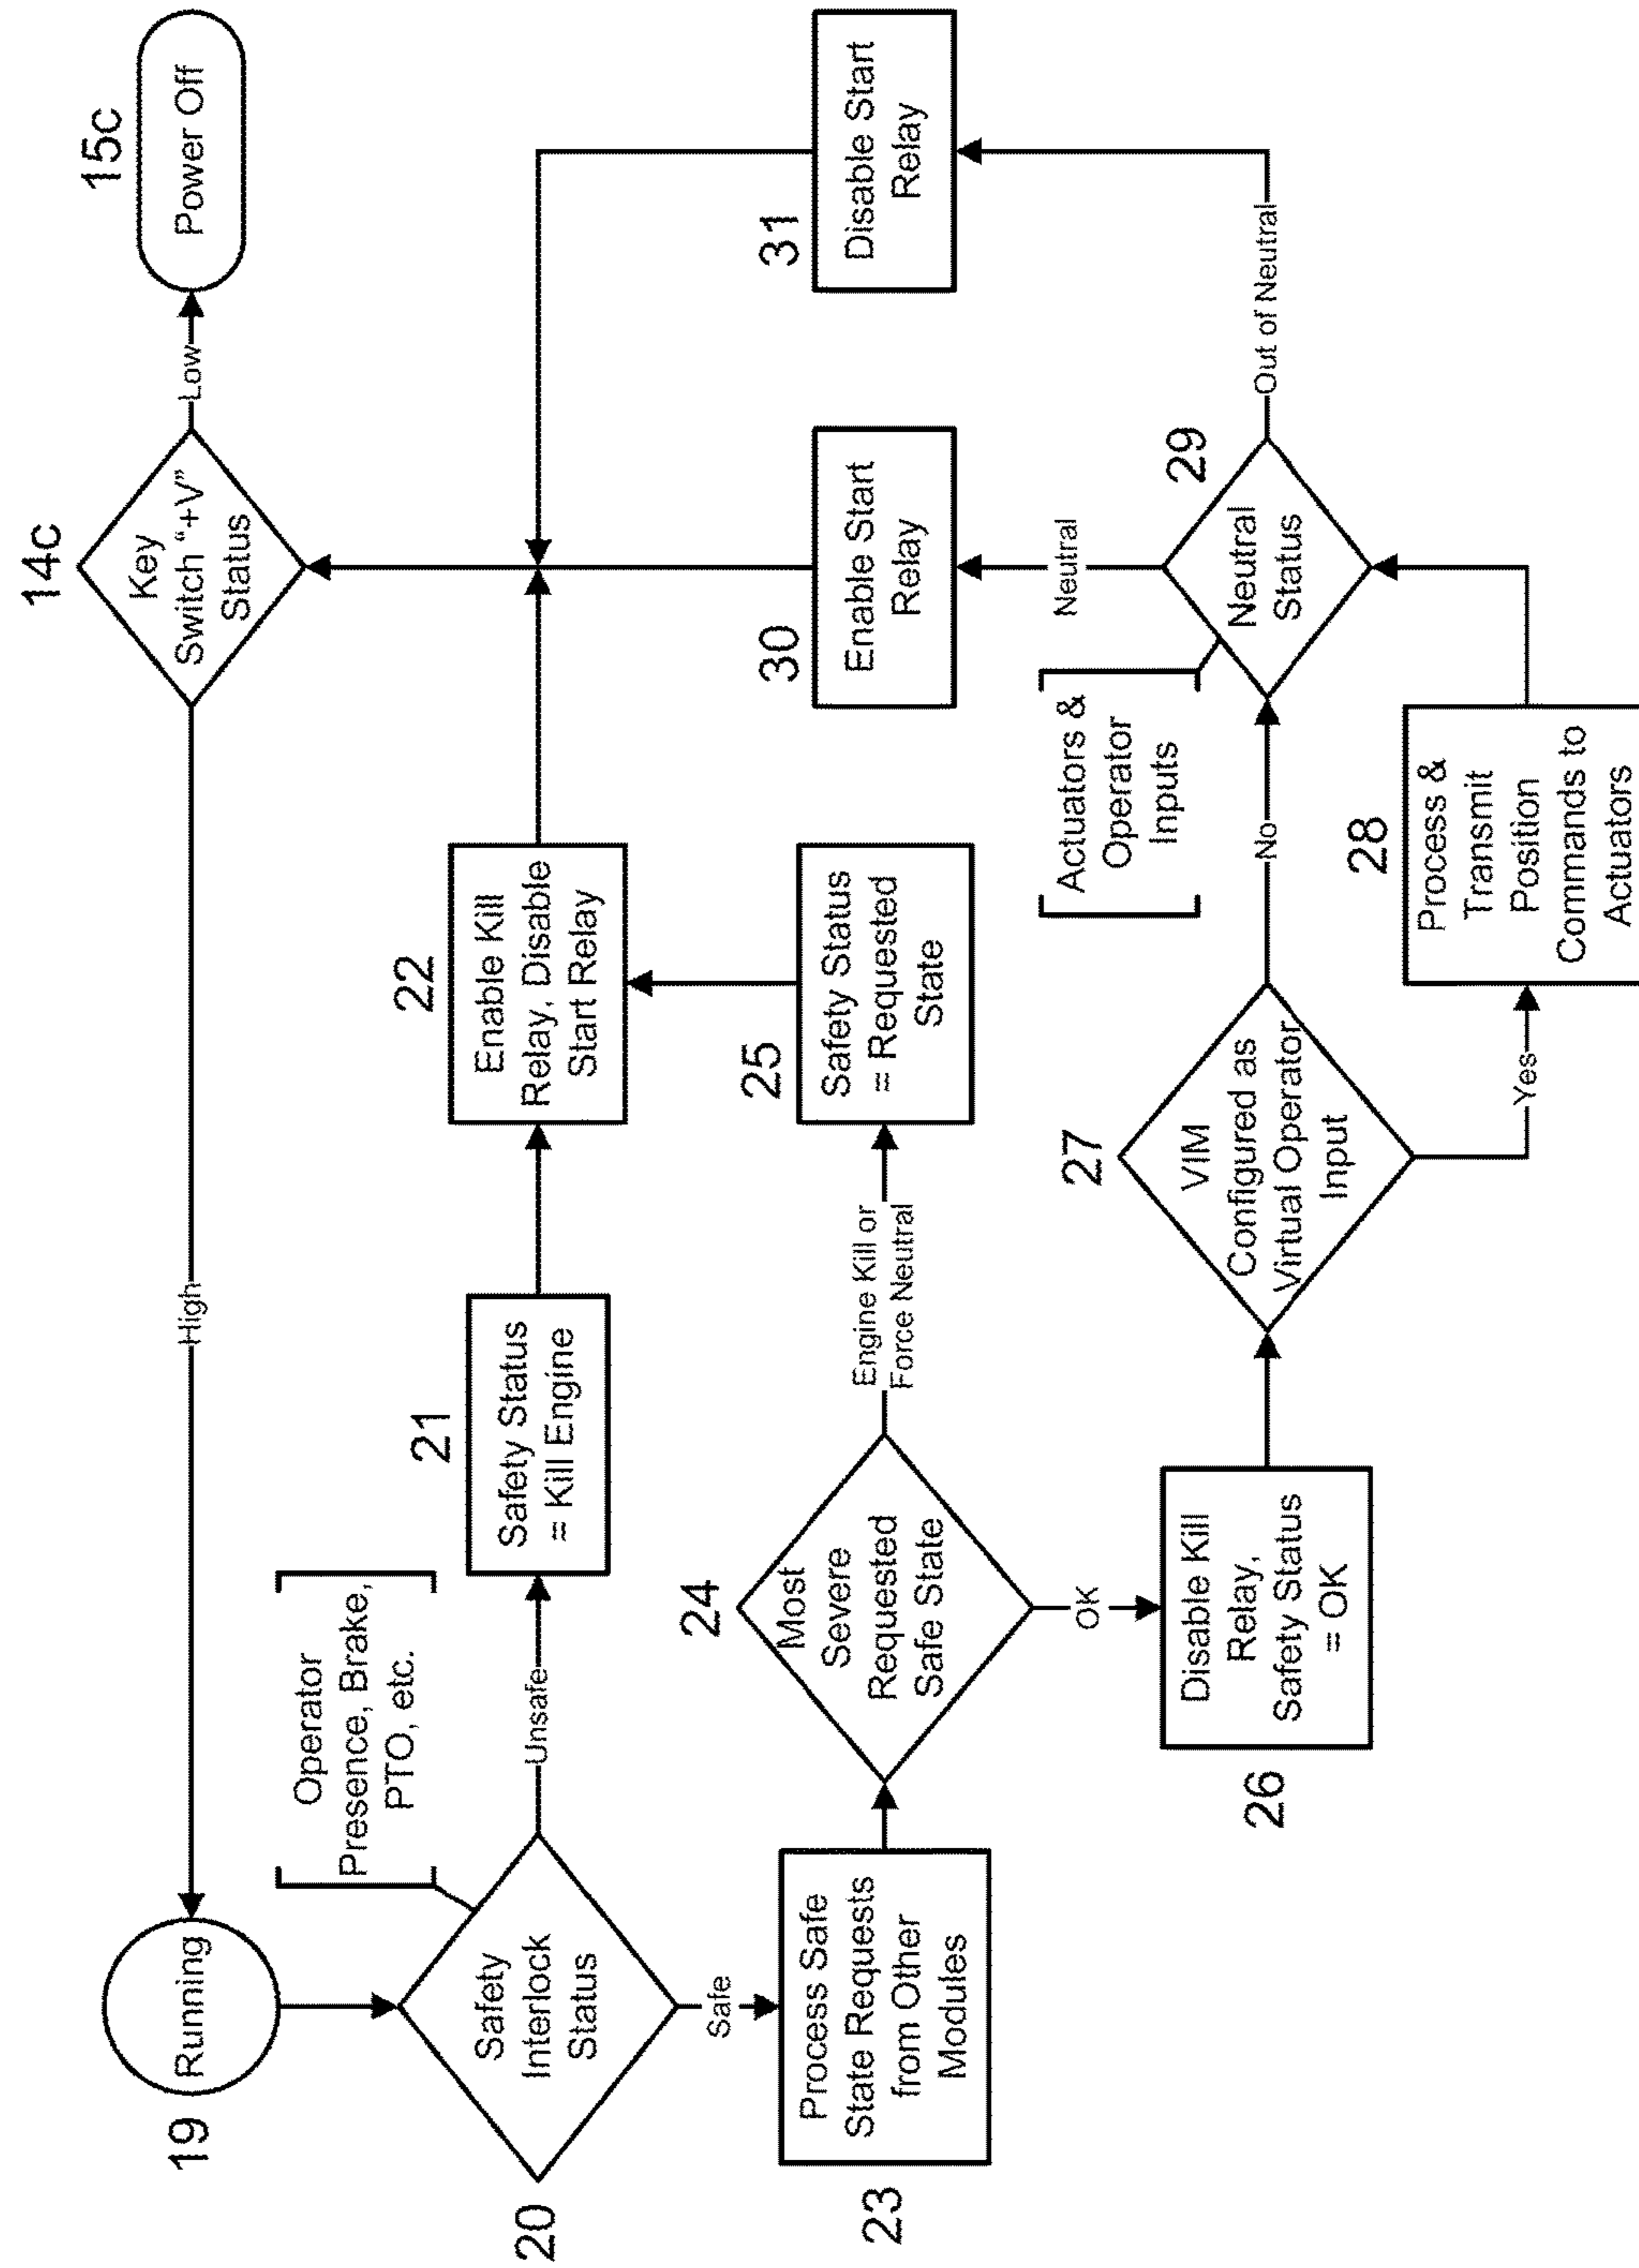 19
Running
High
14c
Key
Switch "+V"
Status
Low
15c
Power Off
20
Safety
Interlock
Status
Operator
Presence, Brake,
PTO, etc.
Unsafe
21
Safety Status
= Kill Engine
22
Enable Kill
Relay, Disable
Start Relay
Safe
23
Process Safe
State Requests
from Other
Modules
24
Most
Severe
Requested
Safe State
Engine Kill or
Force Neutral
25
Safety Status
= Requested
State
OK
26
Disable Kill
Relay,
Safety Status
= OK
27
VIM
Configured as
Virtual Operator
Input
No
Yes
28
Process &
Transmit
Position
Commands to
Actuators
Actuators &
Operator
Inputs
29
Neutral
Status
Neutral
30
Enable Start
Relay
Out of Neutral
31
Disable Start
Relay